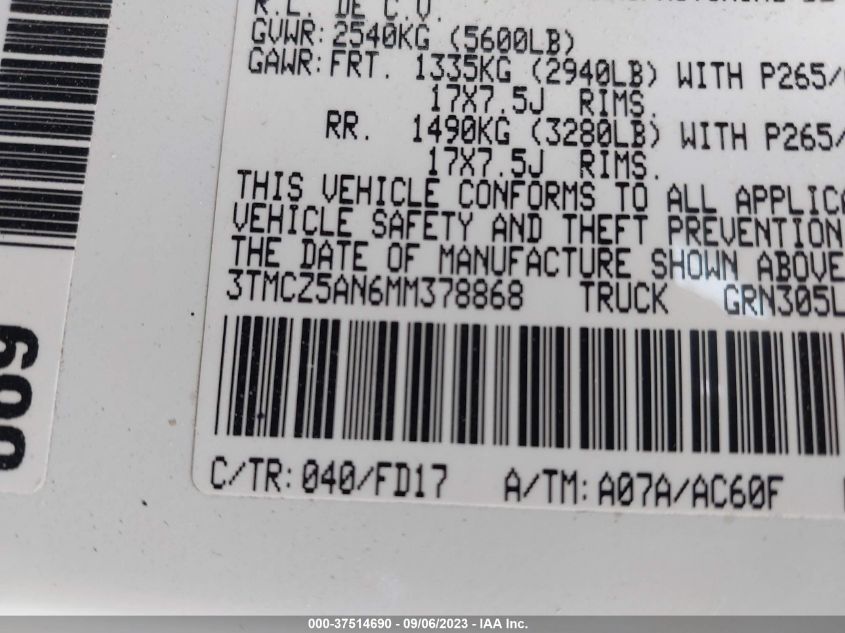 R.L. DE C.V.
GVWR: 2540KG (5600LB)
GAWR: FRT. 1335KG (2940LB) WITH P265/
17X7.5J RIMS.
RR. 1490KG (3280LB) WITH P265/
17X7.5J RIMS.
THIS VEHICLE CONFORMS TO ALL APPLICA
VEHICLE SAFETY AND THEFT PREVENTION
THE DATE OF MANUFACTURE SHOWN ABOVE
3TMCZ5AN6MM378868 TRUCK GRN305L
C/TR: 040/FD17 A/TM: A07A/AC60F
000-37514690 - 09/06/2023 - IAA Inc.